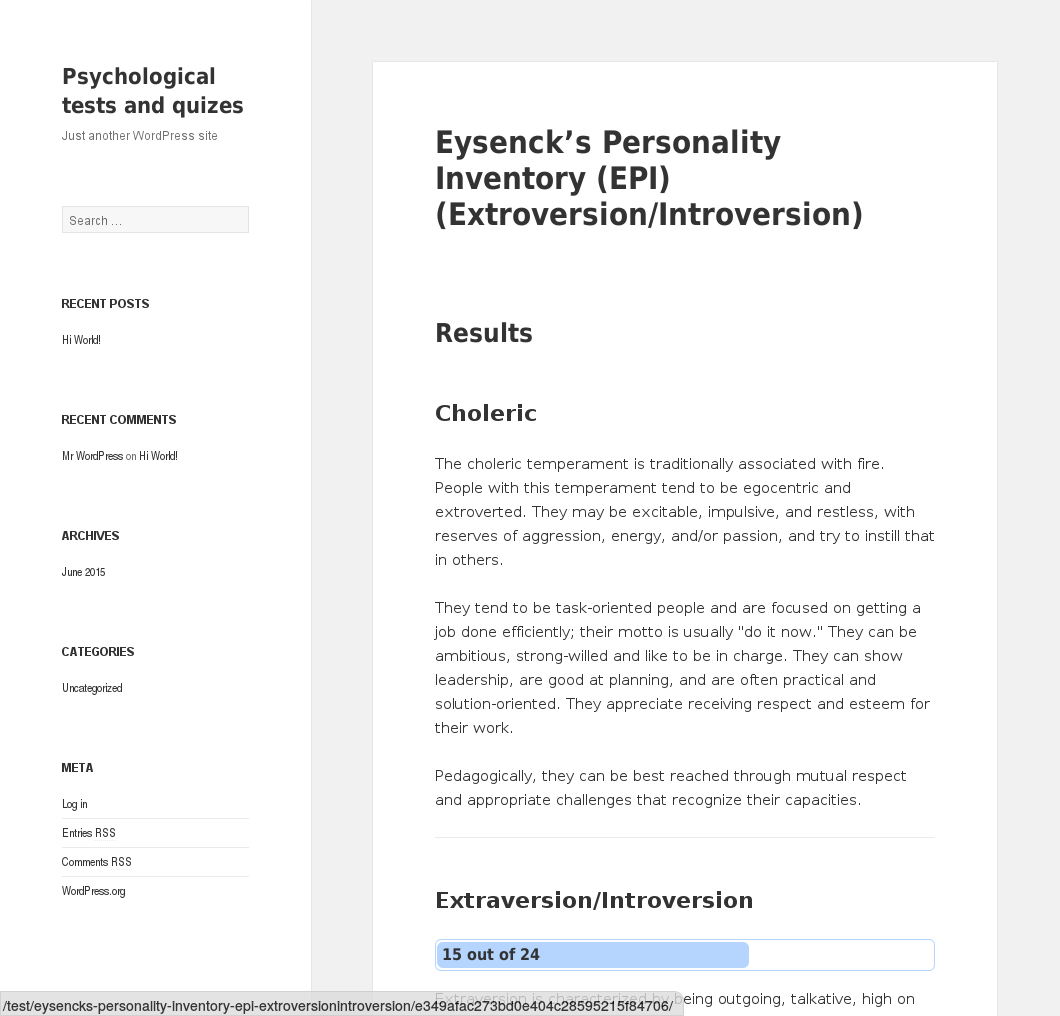 Psychological
tests and quizes
Just another WordPress site
Search ...
RECENT POSTS
Hi World!
RECENT COMMENTS
Mr WordPress on Hi World!
ARCHIVES
June 2015
CATEGORIES
Uncategorized
META
Log in
Entries RSS
Comments RSS
WordPress.org
Eysenck’s Personality
Inventory (EPI)
(Extroversion/Introversion)
Results
Choleric
The choleric temperament is traditionally associated with fire.
People with this temperament tend to be egocentric and
extroverted. They may be excitable, impulsive, and restless, with
reserves of aggression, energy, and/or passion, and try to instill that
in others.
They tend to be task-oriented people and are focused on getting a
job done efficiently; their motto is usually "do it now." They can be
ambitious, strong-willed and like to be in charge. They can show
leadership, are good at planning, and are often practical and
solution-oriented. They appreciate receiving respect and esteem for
their work.
Pedagogically, they can be best reached through mutual respect
and appropriate challenges that recognize their capacities.
Extraversion/Introversion
15 out of 24
Extraversion is characterized by being outgoing, talkative, high on
/test/eysencks-personality-inventory-epi-extroversionintroversion/e349afac273bd0e404c28595215f84706/